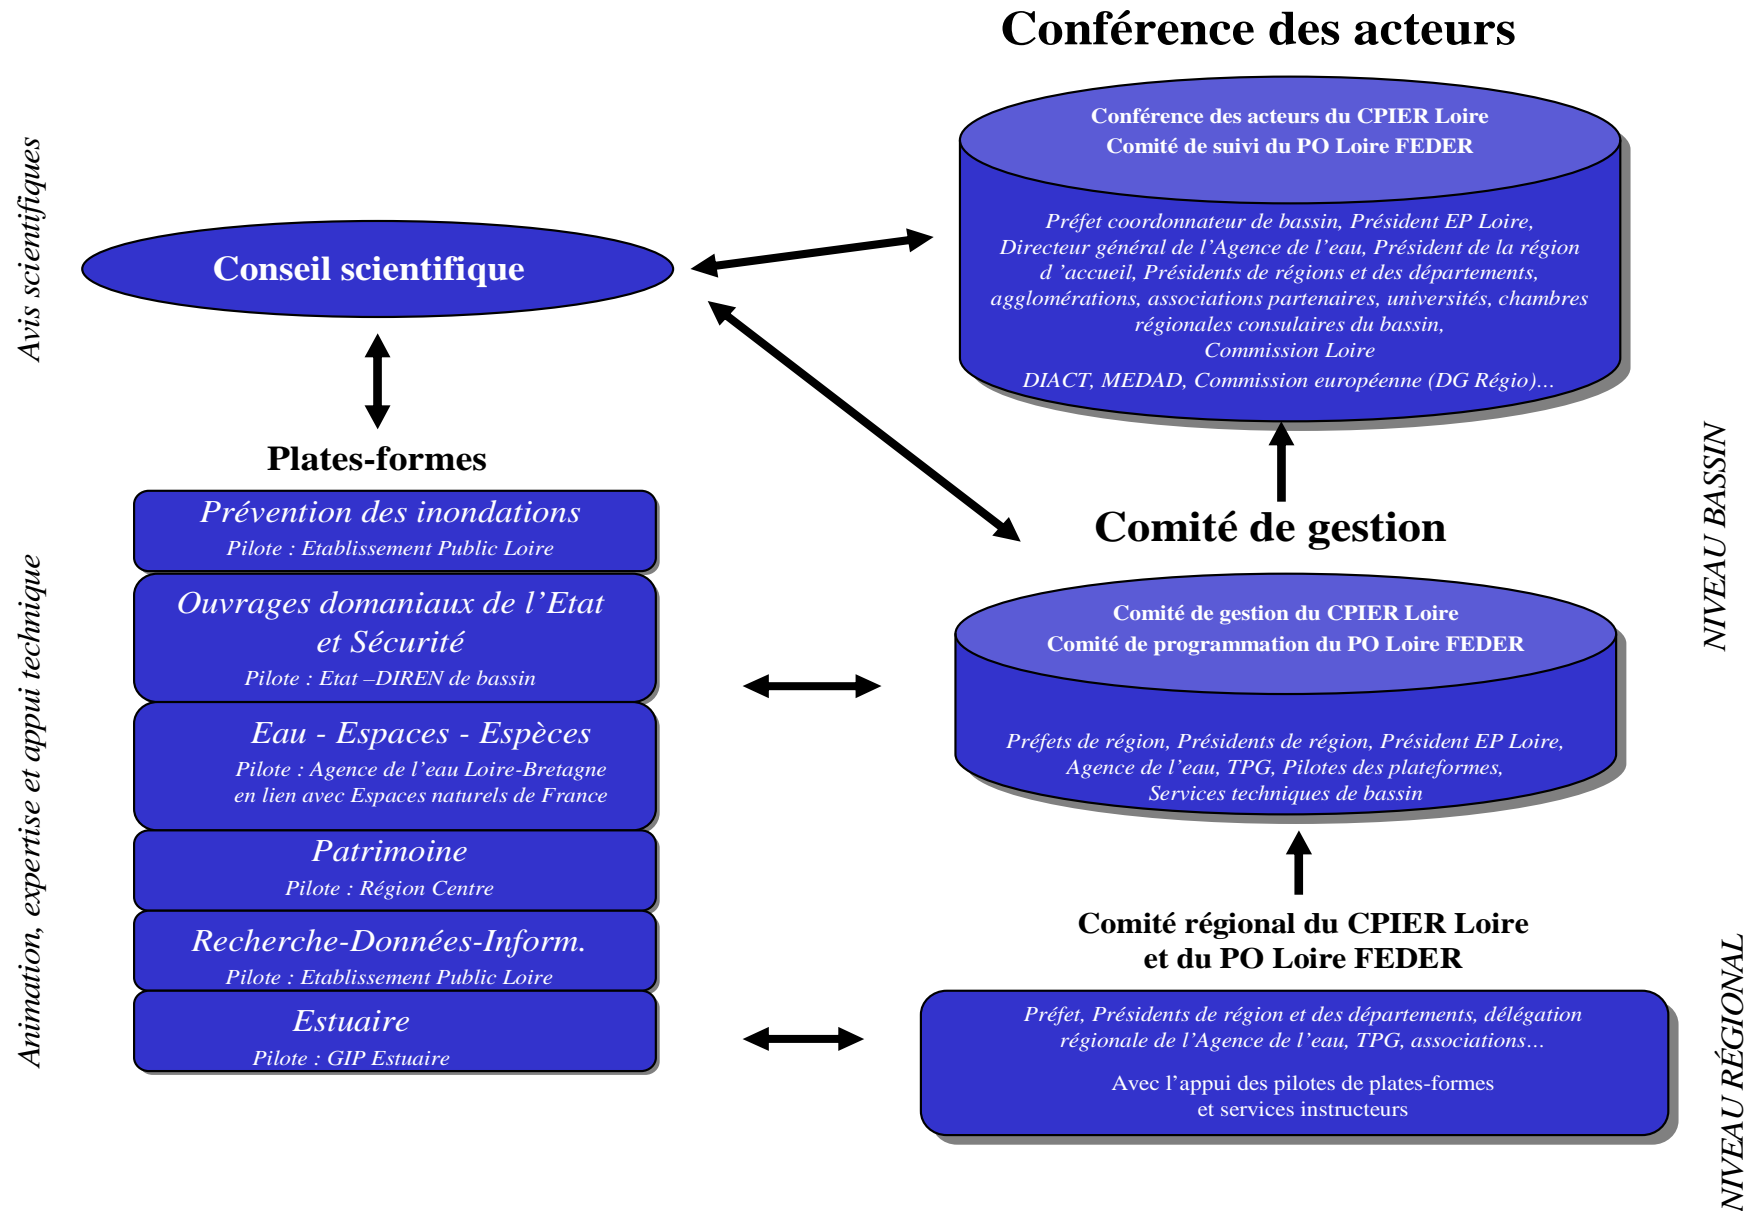 Conférence des acteurs
Conférence des acteurs du CPIER Loire
Comité de suivi du PO Loire FEDER
Préfet coordonnateur de bassin, Président EP Loire,
Directeur général de l’Agence de l’eau, Président de la région
d ’accueil, Présidents de régions et des départements,
agglomérations, associations partenaires, universités, chambres
régionales consulaires du bassin,
Commission Loire
DIACT, MEDAD, Commission européenne (DG Régio)…
Avis scientifiques
Conseil scientifique
Plates-formes
Animation, expertise et appui technique
Prévention des inondations
Pilote : Etablissement Public Loire
Ouvrages domaniaux de l’Etat
et Sécurité
Pilote : Etat –DIREN de bassin
Eau - Espaces - Espèces
Pilote : Agence de l’eau Loire-Bretagne
en lien avec Espaces naturels de France
Patrimoine
Pilote : Région Centre
Recherche-Données-Inform.
Pilote : Etablissement Public Loire
Estuaire
Pilote : GIP Estuaire
NIVEAU BASSIN
Comité de gestion
Comité de gestion du CPIER Loire
Comité de programmation du PO Loire FEDER
Préfets de région, Présidents de région, Président EP Loire,
Agence de l’eau, TPG, Pilotes des plateformes,
Services techniques de bassin
Comité régional du CPIER Loire
et du PO Loire FEDER
Préfet, Présidents de région et des départements, délégation
régionale de l’Agence de l’eau, TPG, associations…
Avec l’appui des pilotes de plates-formes
et services instructeurs
NIVEAU RÉGIONAL